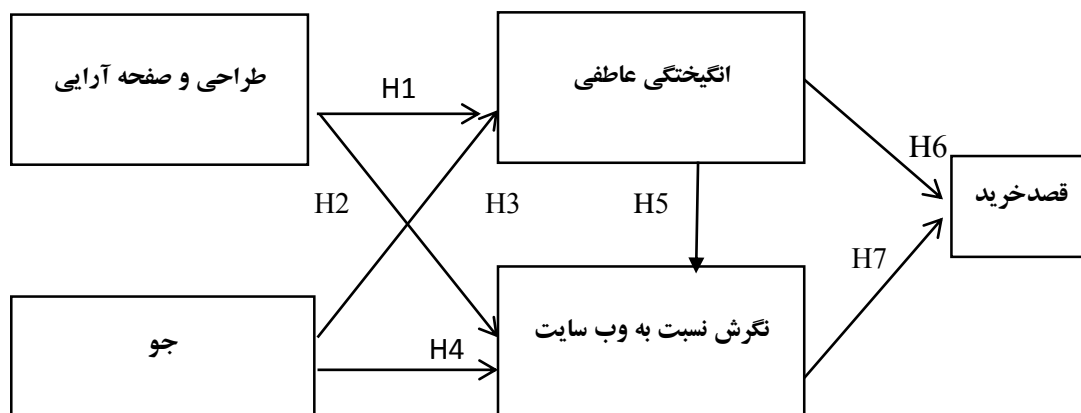 طراحی و صفحه آرایی
انگیختگی عاطفی
H1
H6
قصدخرید
H2
H3
H5
H7
جو
H4
نگرش نسبت به وب سایت